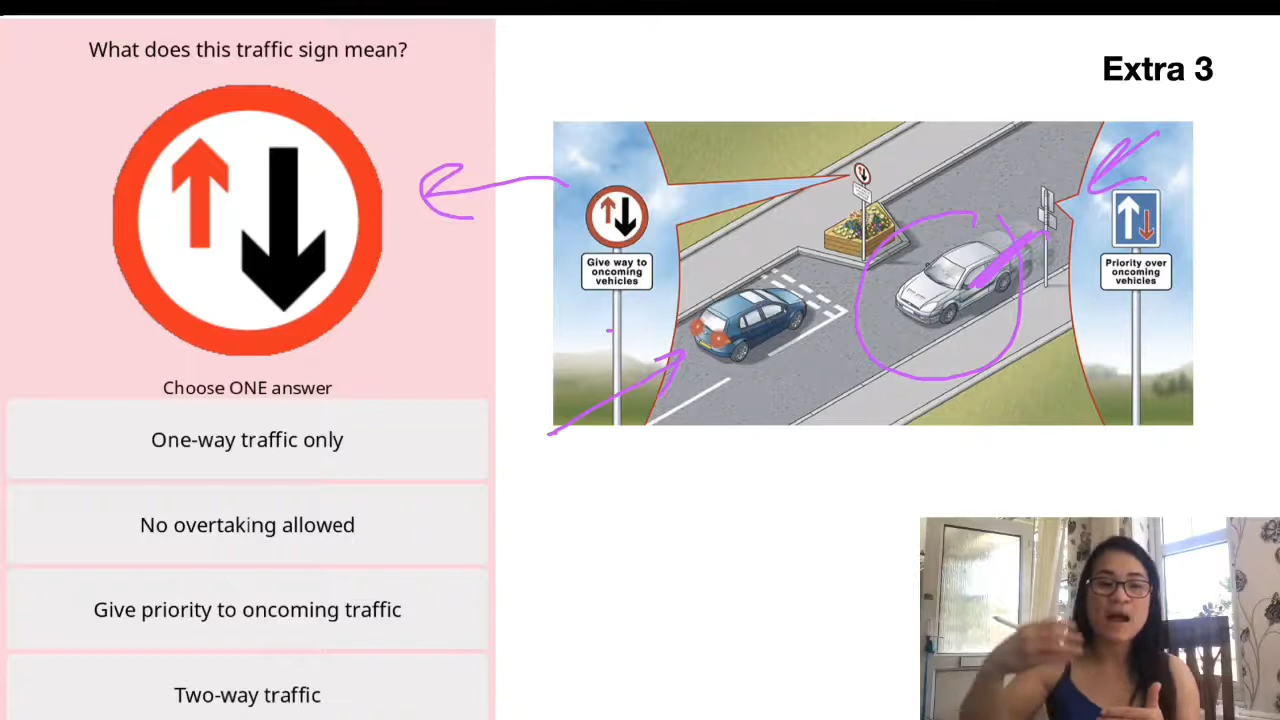 What does this traffic sign mean?
Choose ONE answer
One-way traffic only
No overtaking allowed
Give priority to oncoming traffic
Two-way traffic
Extra 3
Give way to
oncoming
vehicles
Priority over
oncoming
vehicles